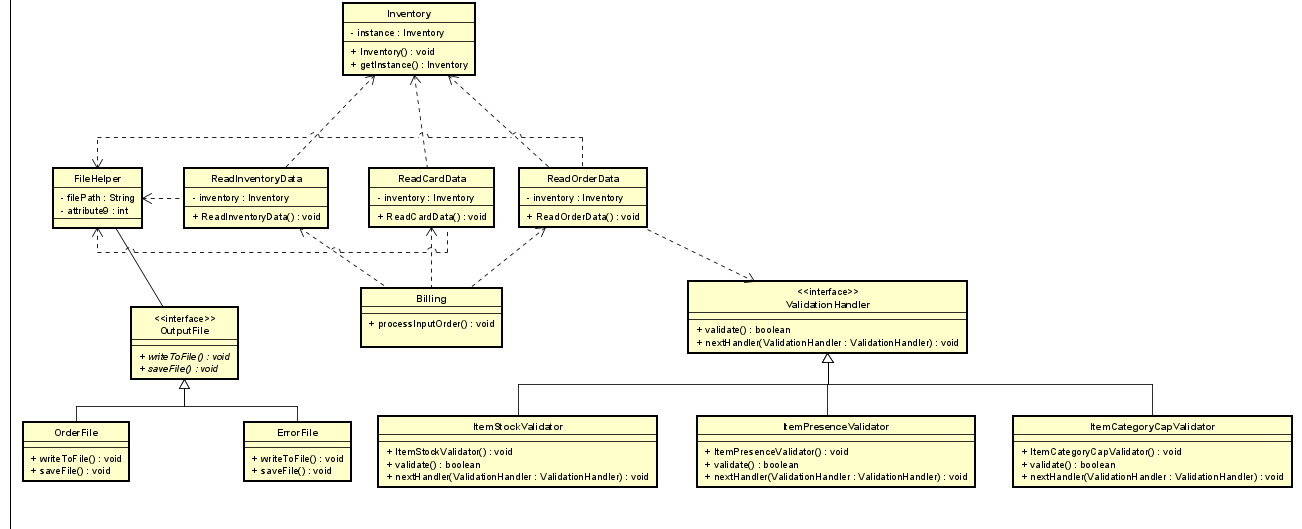 Inventory
- instance : Inventory
+ Inventory() : void
+ getInstance() : Inventory
FileHelper
- filePath : String
- attribute9 : int
ReadInventoryData
- inventory : Inventory
+ ReadInventoryData() : void
ReadCardData
- inventory : Inventory
+ ReadCardData() : void
ReadOrderData
- inventory : Inventory
+ ReadOrderData() : void
Billing
+ processInputOrder() : void
<<interface>>
ValidationHandler
+ validate() : boolean
+ nextHandler(ValidationHandler : ValidationHandler) : void
<<interface>>
OutputFile
+ writeToFile() : void
+ saveFile() : void
OrderFile
+ writeToFile() : void
+ saveFile() : void
ErrorFile
+ writeToFile() : void
+ saveFile() : void
ItemStockValidator
+ ItemStockValidator() : void
+ validate() : boolean
+ nextHandler(ValidationHandler : ValidationHandler) : void
ItemPresenceValidator
+ ItemPresenceValidator() : void
+ validate() : boolean
+ nextHandler(ValidationHandler : ValidationHandler) : void
ItemCategoryCapValidator
+ ItemCategoryCapValidator() : void
+ validate() : boolean
+ nextHandler(ValidationHandler : ValidationHandler) : void